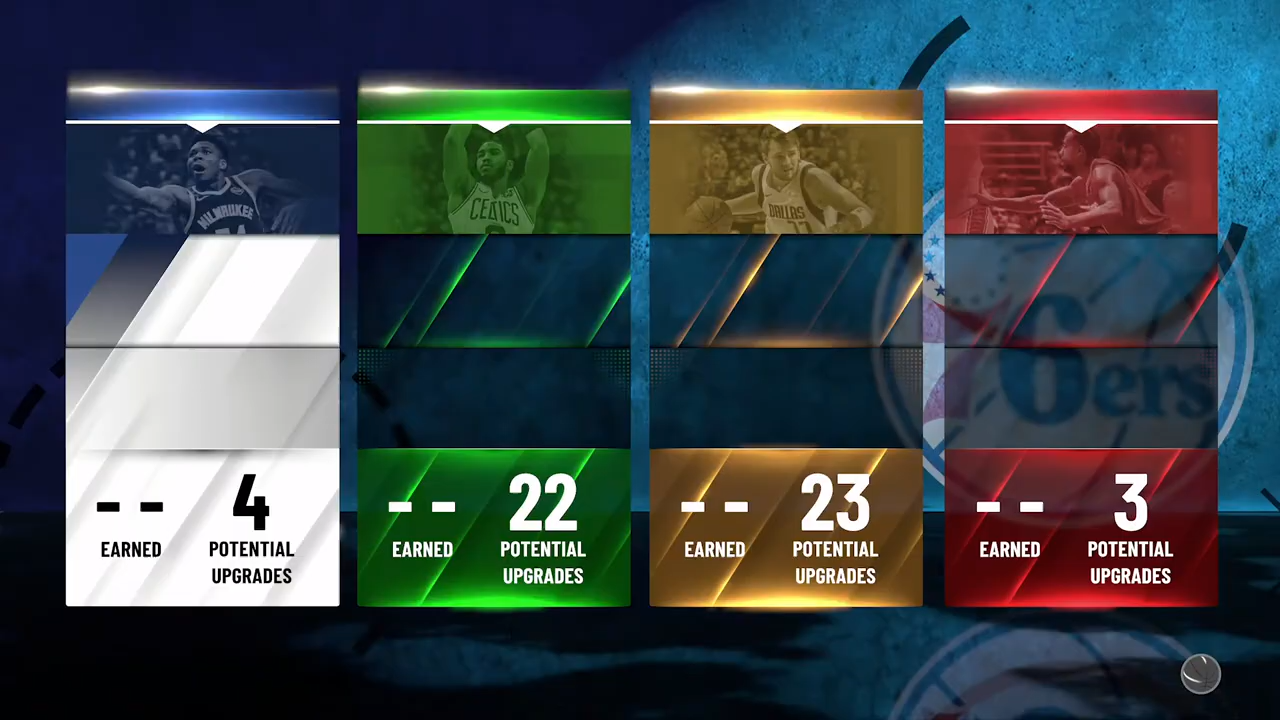 MILWAUKEE
CELTICS
DALLAS
6ers
- - 4
EARNED POTENTIAL
UPGRADES
- - 22
EARNED POTENTIAL
UPGRADES
- - 23
EARNED POTENTIAL
UPGRADES
- - 3
EARNED POTENTIAL
UPGRADES